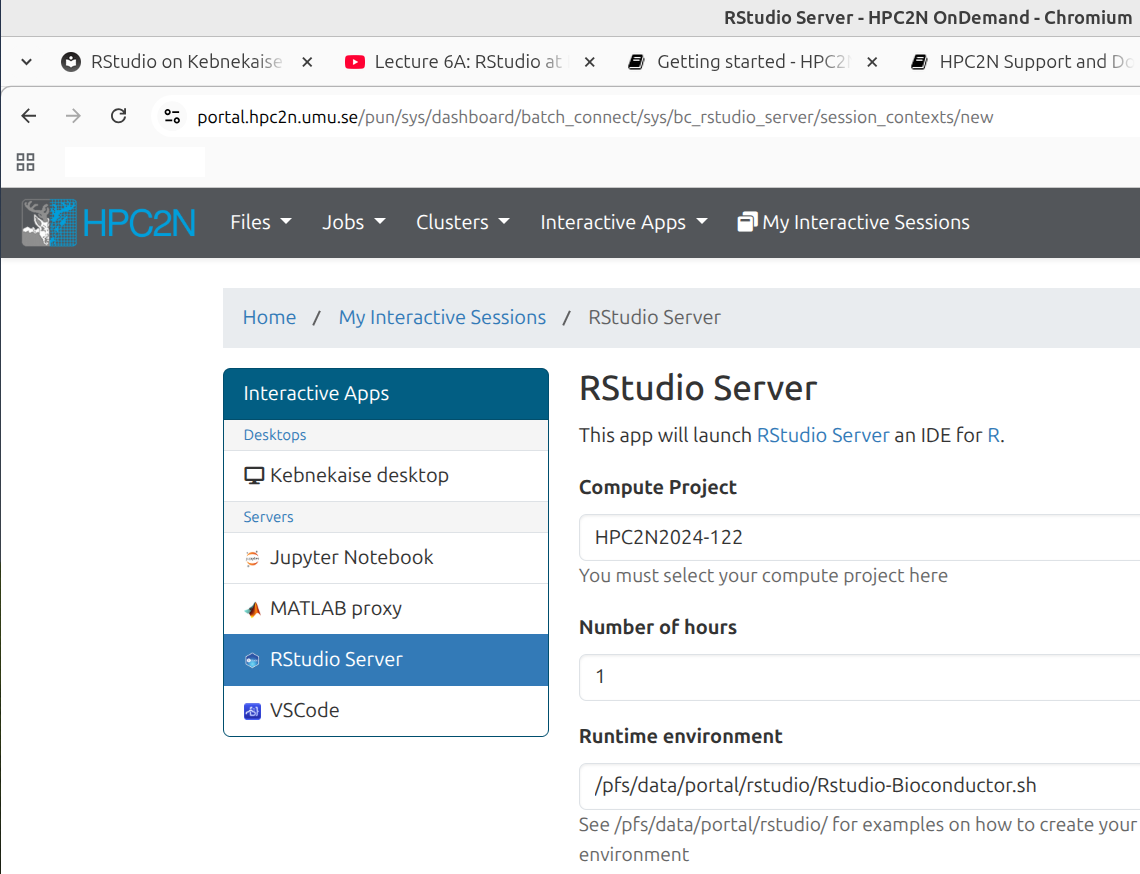 RStudio Server - HPC2N OnDemand - Chromium
RStudio on Kebnekaise
Lecture 6A: RStudio at
Getting started - HPC2N
HPC2N Support and Do
portal.hpc2n.umu.se/pun/sys/dashboard/batch_connect/sys/bc_rstudio_server/session_contexts/new
HPC2N Files Jobs Clusters Interactive Apps My Interactive Sessions
Home / My Interactive Sessions / RStudio Server
Interactive Apps
Desktops
Kebnekaise desktop
Servers
Jupyter Notebook
MATLAB proxy
RStudio Server
VSCode
RStudio Server
This app will launch RStudio Server an IDE for R.
Compute Project
HPC2N2024-122
You must select your compute project here
Number of hours
1
Runtime environment
/pfs/data/portal/rstudio/Rstudio-Bioconductor.sh
See /pfs/data/portal/rstudio/ for examples on how to create your
environment